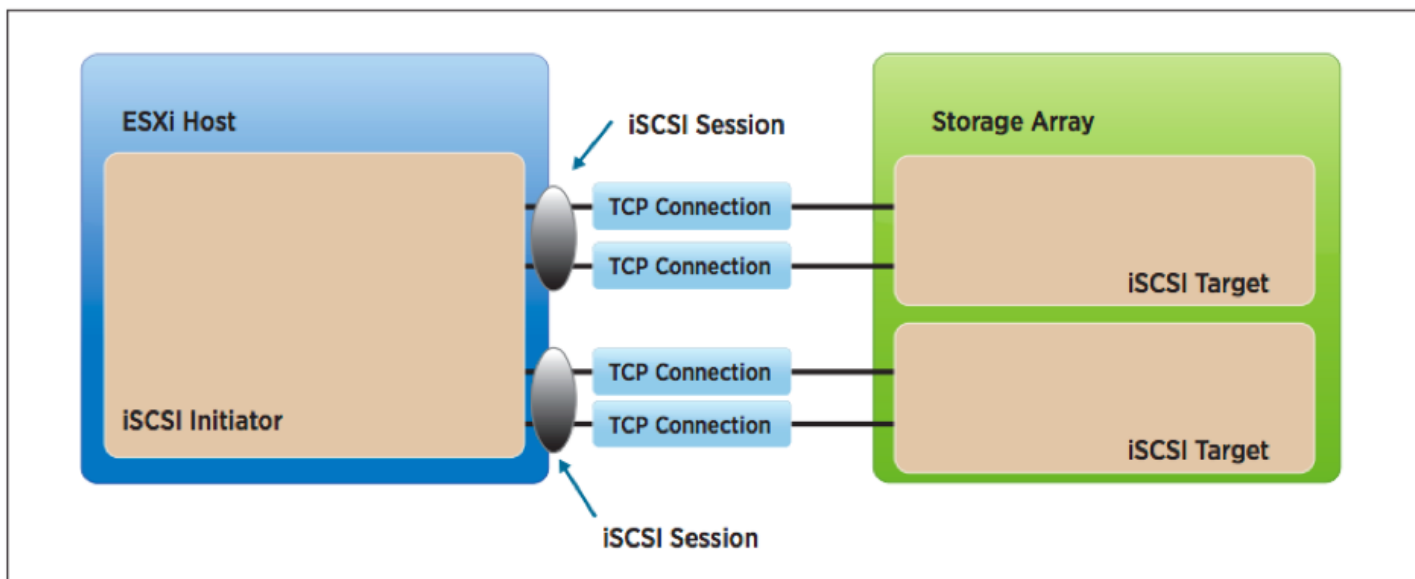 ESXi Host
iSCSI Session
Storage Array
TCP Connection
TCP Connection
iSCSI Target
TCP Connection
iSCSI Initiator
TCP Connection
iSCSI Target
iSCSI Session